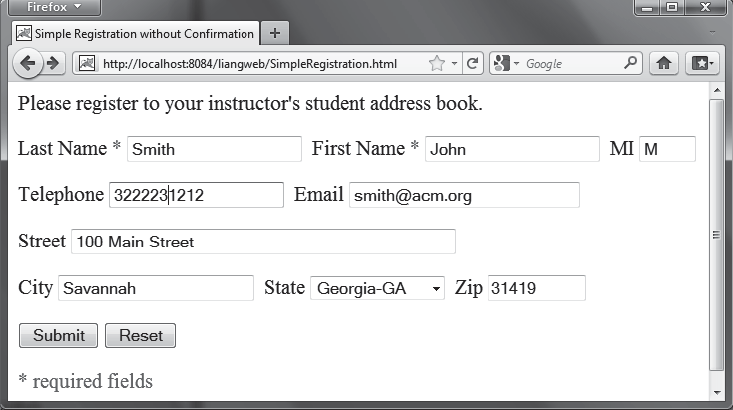 Firefox
Simple Registration without Confirmation
http://localhost:8084/liangweb/SimpleRegistration.html Google
Please register to your instructor's student address book.
Last Name * Smith First Name * John MI M
Telephone 3222231212 Email smith@acm.org
Street 100 Main Street
City Savannah State Georgia-GA Zip 31419
Submit Reset
* required fields